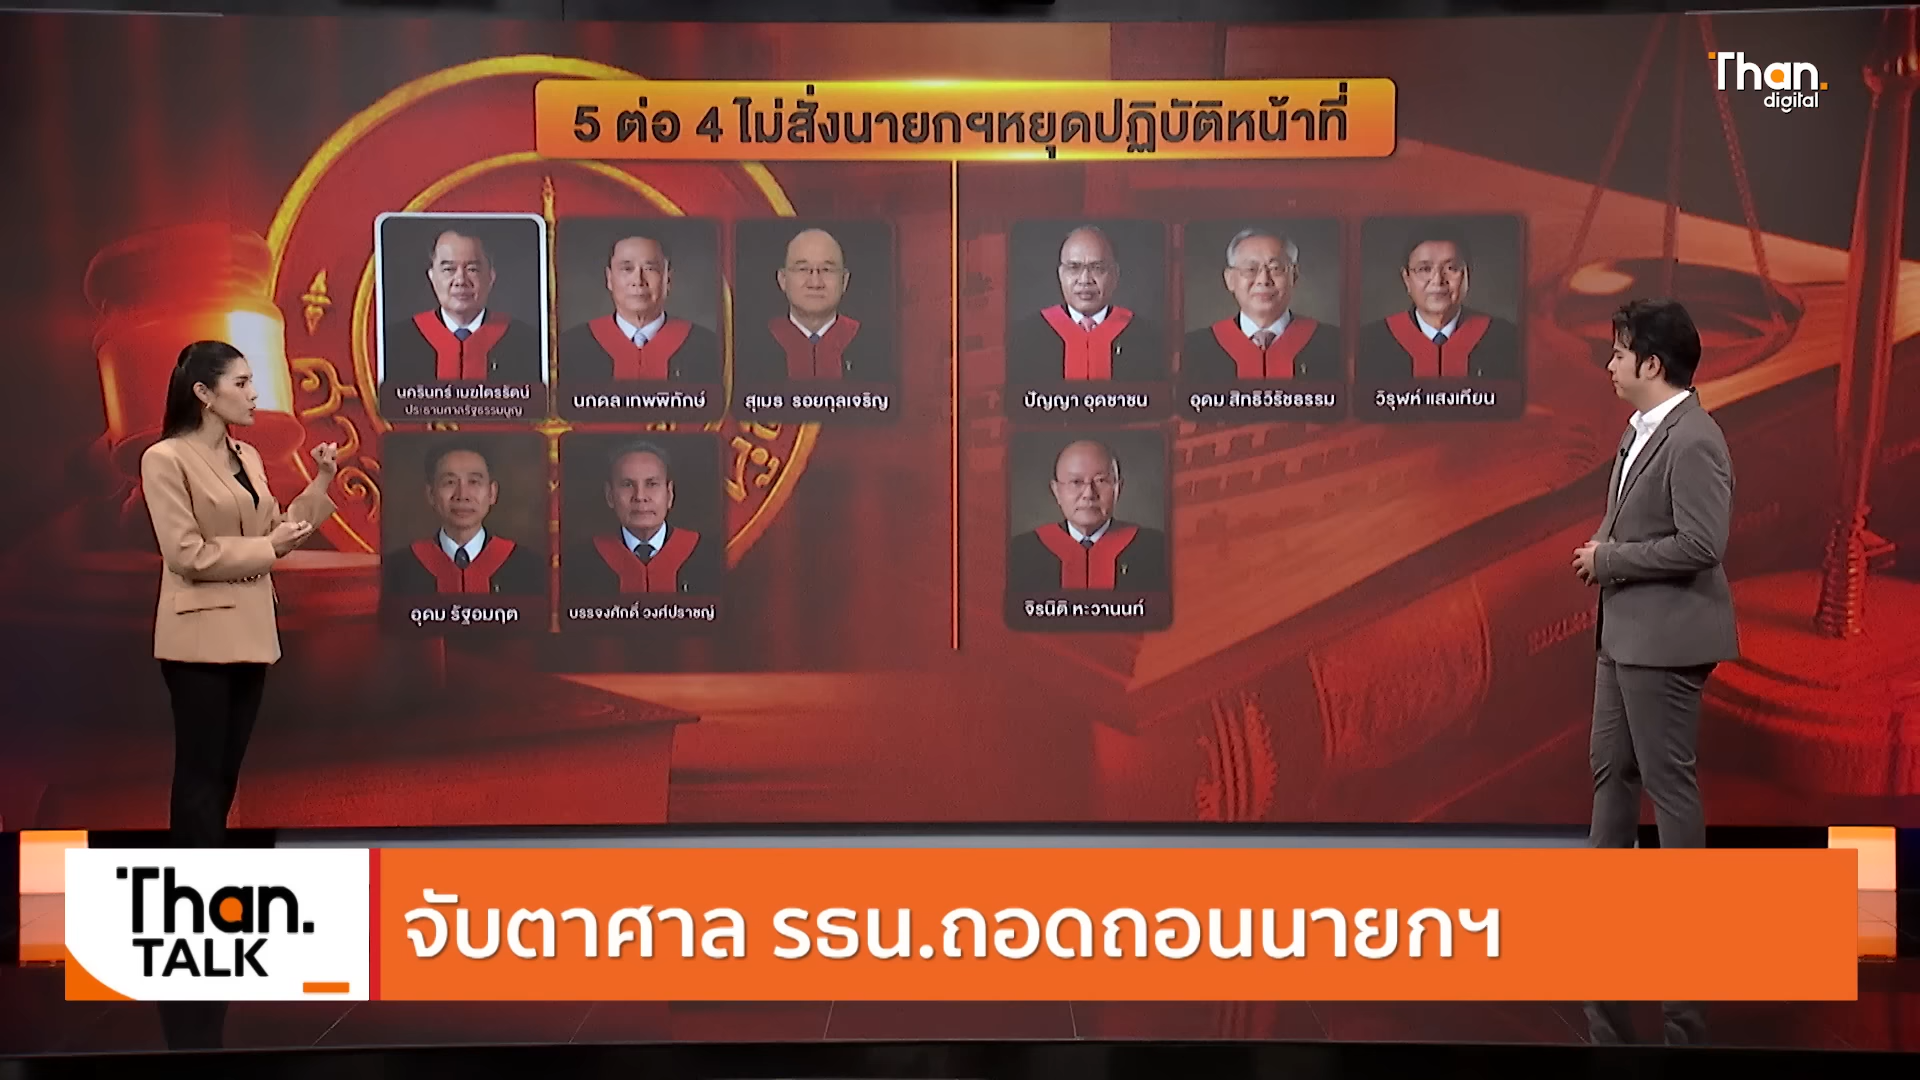 Than.
digital
5 ต่อ 4 ไม่สั่งนายกฯหยุดปฏิบัติหน้าที่
นครินทร์ เมฆไตรรัตน์
ประธานศาลรัฐธรรมนูญ
นภดล เทพพิทักษ์
สุเมธ รอยกุลเจริญ
อุดม รัฐอมฤต
บรรจงศักดิ์ วงศ์ปราชญ์
ปัญญา อุดชาชน
อุดม สิทธิวิรัชธรรม
วิรุฬห์ แสงเทียน
จิรนิติ หะวานนท์
Than.
TALK
จับตาศาล รธน.ถอดถอนนายกฯ